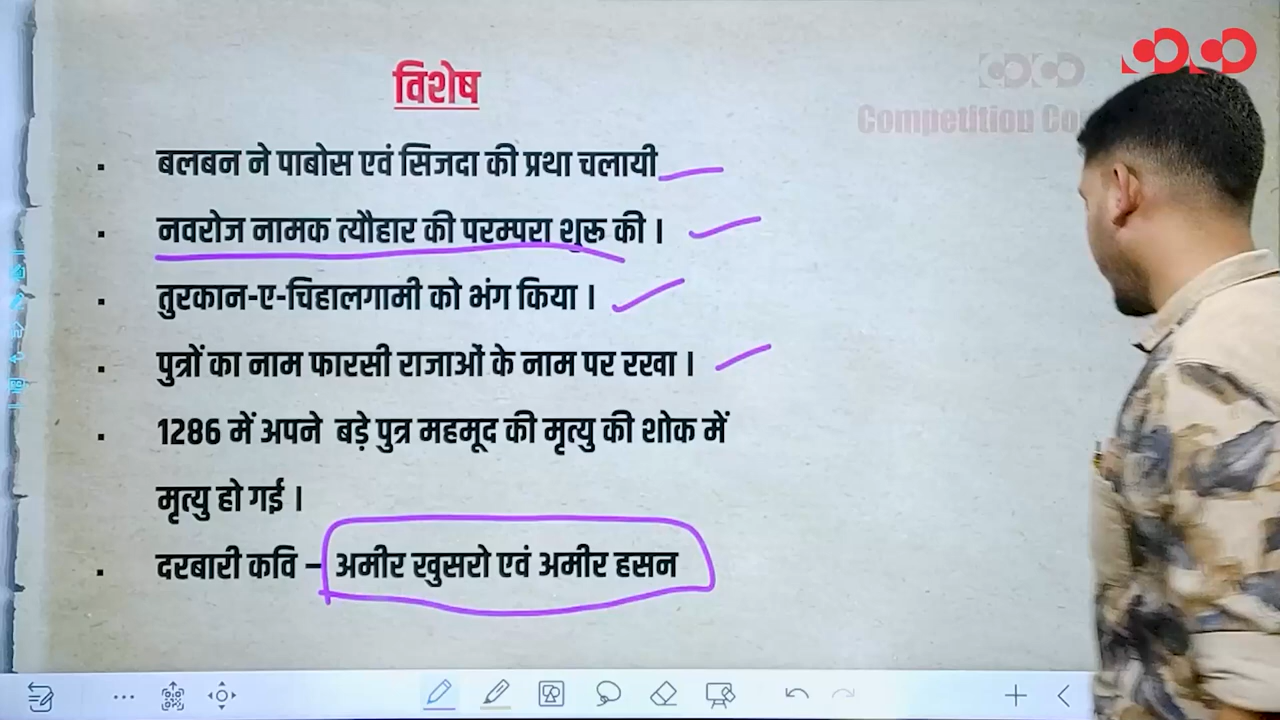 विशेष
Competition Co
बलबन ने पाबोस एवं सिजदा की प्रथा चलायी
नवरोज नामक त्यौहार की परम्परा शुरू की ।
तुरकान-ए-चिहालगामी को भंग किया ।
पुत्रों का नाम फारसी राजाओं के नाम पर रखा ।
1286 में अपने बड़े पुत्र महमूद की मृत्यु की शोक में
मृत्यु हो गई ।
दरबारी कवि – अमीर खुसरो एवं अमीर हसन